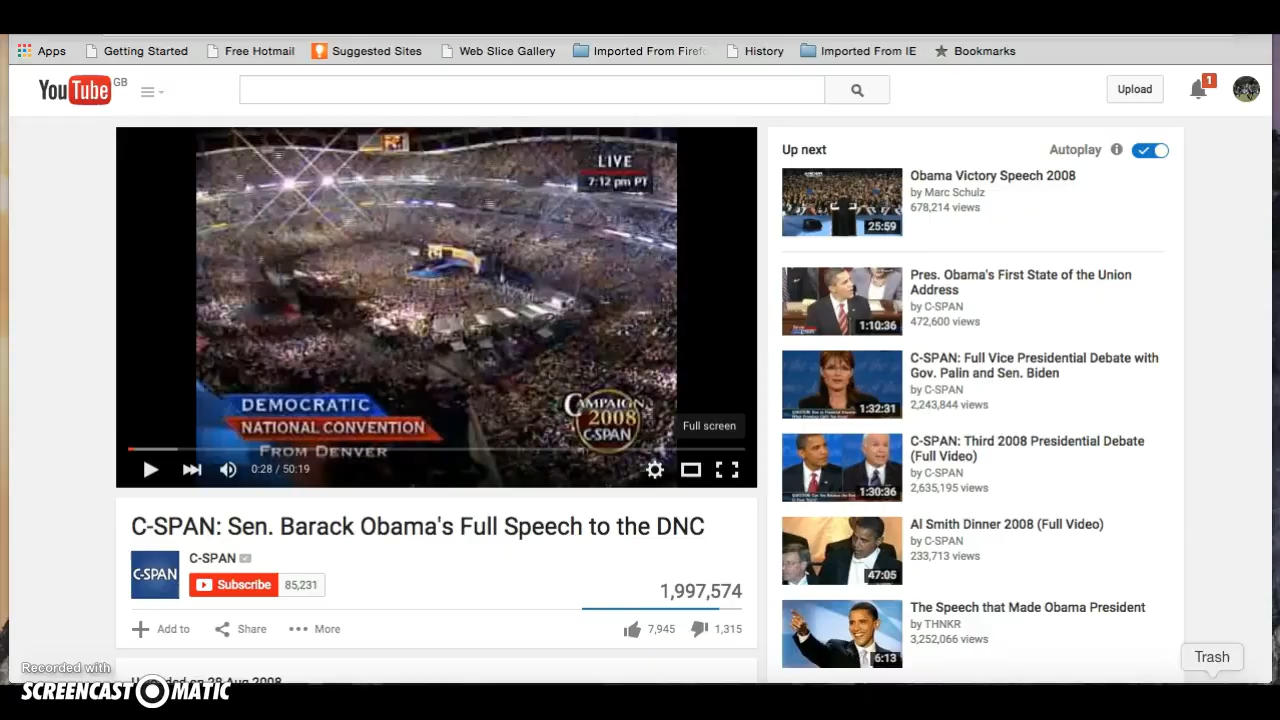 Apps Getting Started Free Hotmail Suggested Sites Web Slice Gallery Imported From Firefo History Imported From IE Bookmarks
YouTube GB
Upload
1
LIVE
7:12 pm PT
DEMOCRATIC
NATIONAL CONVENTION
FROM DENVER
CAMPAIGN
2008
C-SPAN
Full screen
0:28 / 50:19
C-SPAN: Sen. Barack Obama's Full Speech to the DNC
C-SPAN
C-SPAN
Subscribe 85,231
1,997,574
Add to Share More 7,945 1,315
Uploaded on 28 Aug 2008
Up next Autoplay
Obama Victory Speech 2008
by Marc Schulz
678,214 views
25:59
Pres. Obama's First State of the Union
Address
by C-SPAN
472,600 views
1:10:36
C-SPAN: Full Vice Presidential Debate with
Gov. Palin and Sen. Biden
by C-SPAN
2,243,844 views
1:32:31
C-SPAN: Third 2008 Presidential Debate
(Full Video)
by C-SPAN
2,635,195 views
1:30:36
Al Smith Dinner 2008 (Full Video)
by C-SPAN
233,713 views
47:05
The Speech that Made Obama President
by THNKR
3,252,066 views
6:13
Trash
Recorded with
SCREENCAST O MATIC